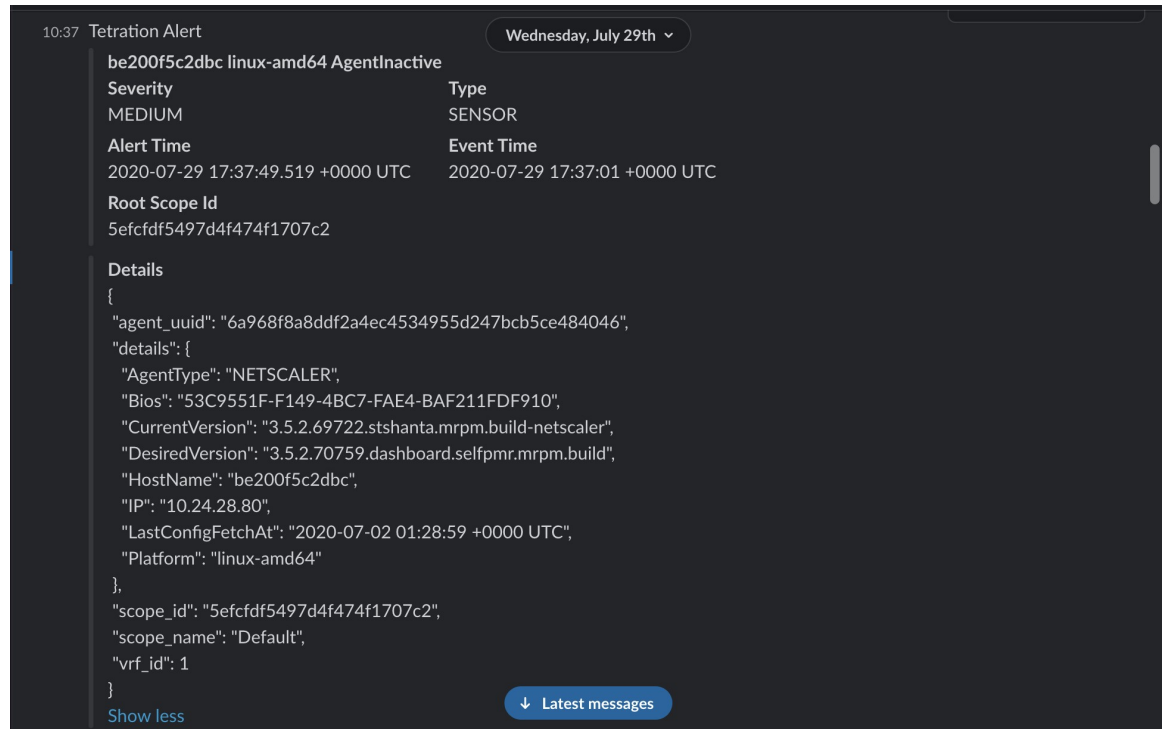 10:37 Tetration Alert
Wednesday, July 29th
be200f5c2dbc linux-amd64 AgentInactive
Severity Type
MEDIUM SENSOR
Alert Time Event Time
2020-07-29 17:37:49.519 +0000 UTC 2020-07-29 17:37:01 +0000 UTC
Root Scope Id
5efcfdf5497d4f474f1707c2
Details
{
"agent_uuid": "6a968f8a8ddf2a4ec4534955d247bcb5ce484046",
"details": {
"AgentType": "NETSCALER",
"Bios": "53C9551F-F149-4BC7-FAE4-BAF211FDF910",
"CurrentVersion": "3.5.2.69722.stshanta.mrpm.build-netscaler",
"DesiredVersion": "3.5.2.70759.dashboard.selfpmr.mrpm.build",
"HostName": "be200f5c2dbc",
"IP": "10.24.28.80",
"LastConfigFetchAt": "2020-07-02 01:28:59 +0000 UTC",
"Platform": "linux-amd64"
},
"scope_id": "5efcfdf5497d4f474f1707c2",
"scope_name": "Default",
"vrf_id": 1
}
Show less
↓ Latest messages